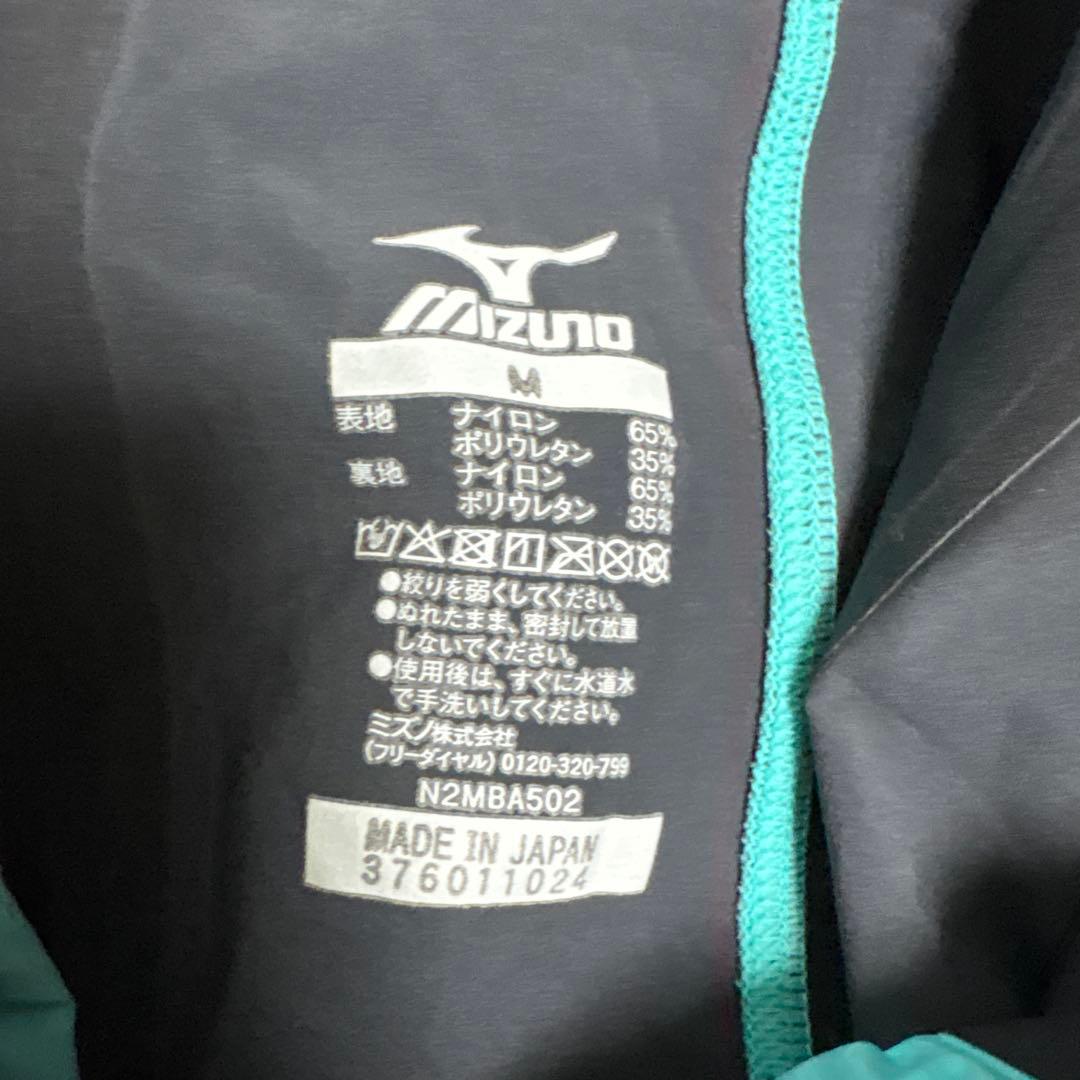 MIZUNO
M
表地 ナイロン 65%
ポリウレタン 35%
裏地 ナイロン 65%
ポリウレタン 35%
●絞りを弱くしてください。
●ぬれたまま、密封して放置
しないでください。
●使用後は、すぐに水道水
で手洗いしてください。
ミズノ株式会社
(フリーダイヤル) 0120-320-799
N2MBA502
MADE IN JAPAN
376011024